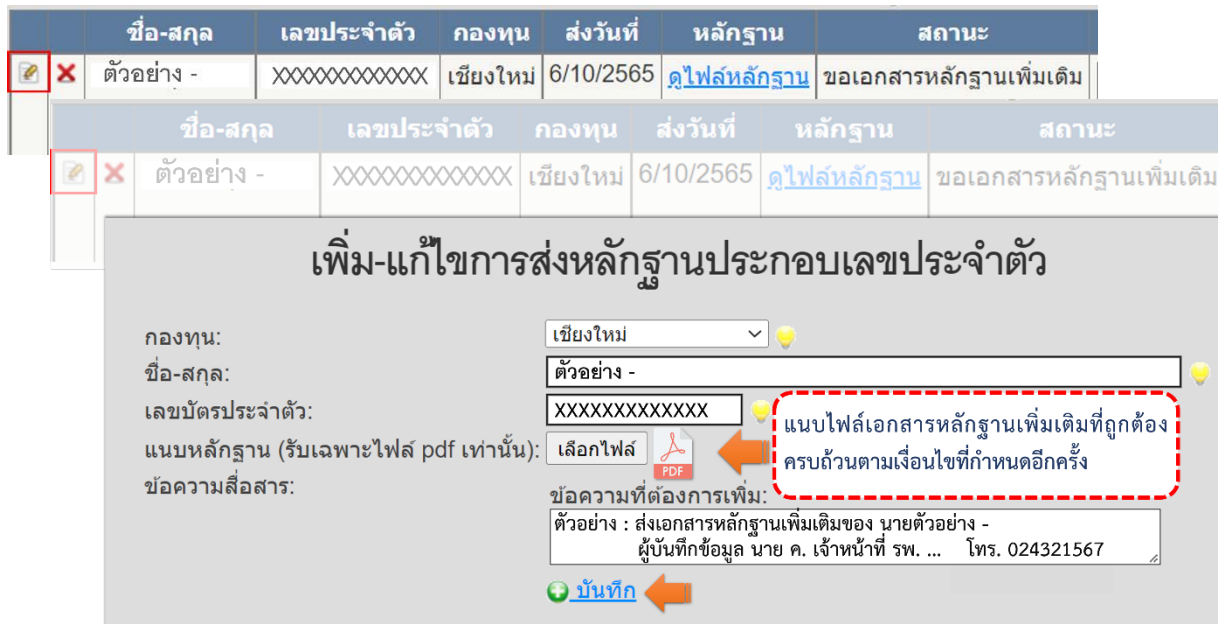 ชื่อ-สกุล เลขประจำตัว กองทุน ส่งวันที่ หลักฐาน สถานะ
ตัวอย่าง - XXXXXXXXXXXXX เชียงใหม่ 6/10/2565 ดูไฟล์หลักฐาน ขอเอกสารหลักฐานเพิ่มเติม
ชื่อ-สกุล เลขประจำตัว กองทุน ส่งวันที่ หลักฐาน สถานะ
ตัวอย่าง - XXXXXXXXXXXXX เชียงใหม่ 6/10/2565 ดูไฟล์หลักฐาน ขอเอกสารหลักฐานเพิ่มเติม
เพิ่ม-แก้ไขการส่งหลักฐานประกอบเลขประจำตัว
กองทุน: เชียงใหม่
ชื่อ-สกุล: ตัวอย่าง -
เลขบัตรประจำตัว: XXXXXXXXXXXXX
แนบหลักฐาน (รับเฉพาะไฟล์ pdf เท่านั้น): เลือกไฟล์ PDF
แนบไฟล์เอกสารหลักฐานเพิ่มเติมที่ถูกต้อง
ครบถ้วนตามเงื่อนไขที่กำหนดอีกครั้ง
ข้อความสื่อสาร:
ข้อความที่ต้องการเพิ่ม:
ตัวอย่าง : ส่งเอกสารหลักฐานเพิ่มเติมของ นายตัวอย่าง -
ผู้บันทึกข้อมูล นาย ค. เจ้าหน้าที่ รพ. ... โทร. 024321567
บันทึก